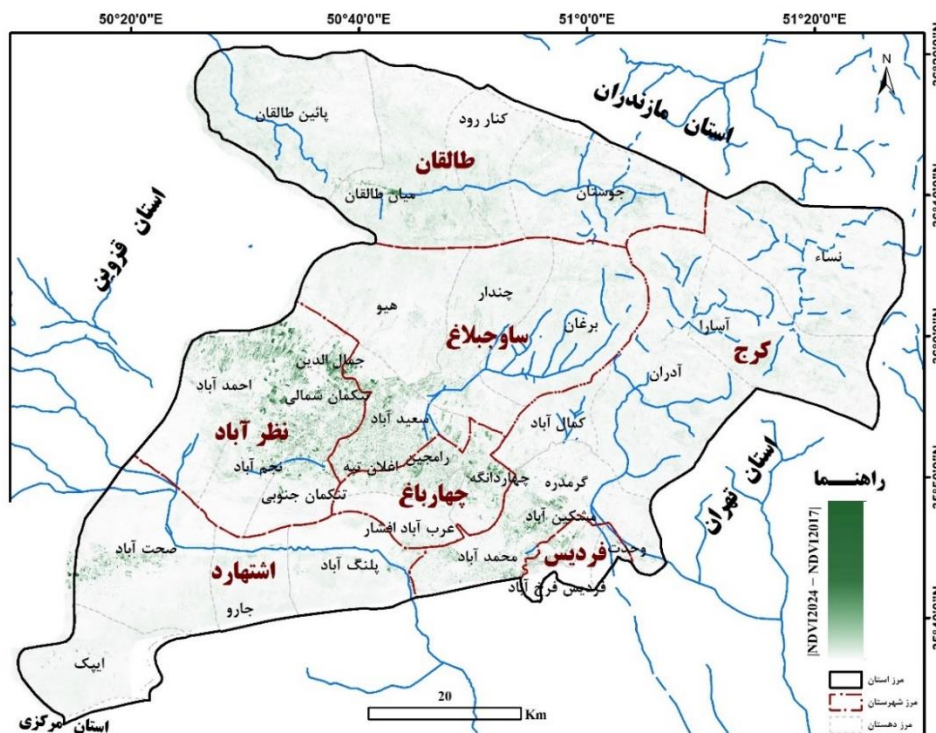 50°20'0"E
50°40'0"E
51°0'0"E
51°20'0"E
N
استان مازندران
کنار رود
پائین طالقان
طالقان
میان طالقان
جوستان
استان قزوین
نساء
چندار
هیو
برغان
ساوجبلاغ
آسارا
کرج
آدران
جمال الدین
احمد آباد
تنکمان شمالی
سعید آباد
کمال آباد
نظر آباد
رامجین
نجم آباد
اغلان تپه
چهاردانگه
گرمدره
تنکمان جنوبی
چهارباغ
مشکین آباد
عرب آباد افشار
استان تهران
صحت آباد
وحدت
فردیس
محمد آباد
اشتهارد
پلنگ آباد
فردیس فرخ آباد
جارو
ایپک
استان مرکزی
20
Km
راهنما
|NDVI2024 – NDVI2017|
مرز استان
مرز شهرستان
مرز دهستان